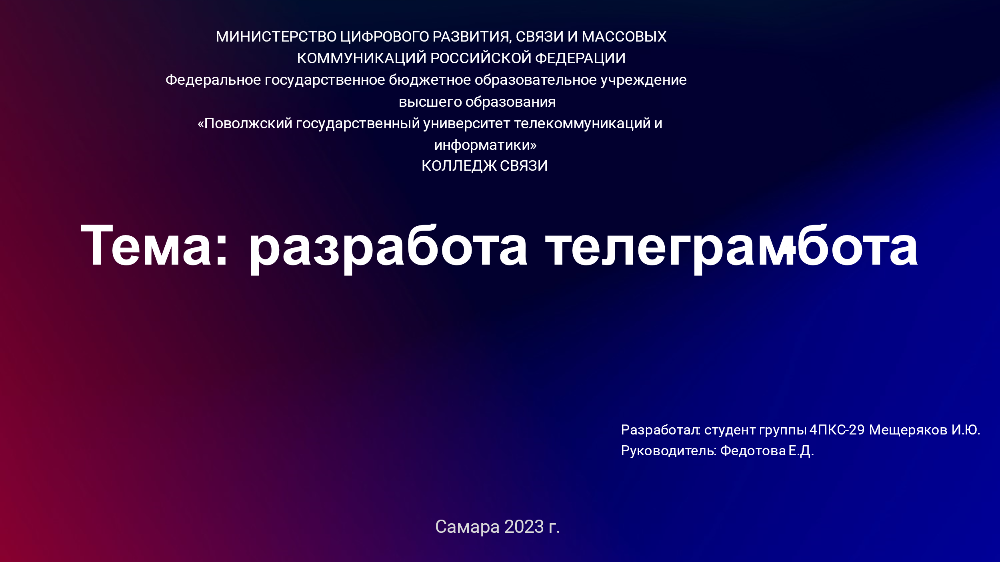 МИНИСТЕРСТВО ЦИФРОВОГО РАЗВИТИЯ, СВЯЗИ И МАССОВЫХ
КОММУНИКАЦИЙ РОССИЙСКОЙ ФЕДЕРАЦИИ
Федеральное государственное бюджетное образовательное учреждение
высшего образования
«Поволжский государственный университет телекоммуникаций и
информатики»
КОЛЛЕДЖ СВЯЗИ
Тема: разработа телеграм-бота
Разработал: студент группы 4ПКС-29 Мещеряков И.Ю.
Руководитель: Федотова Е.Д.
Самара 2023 г.